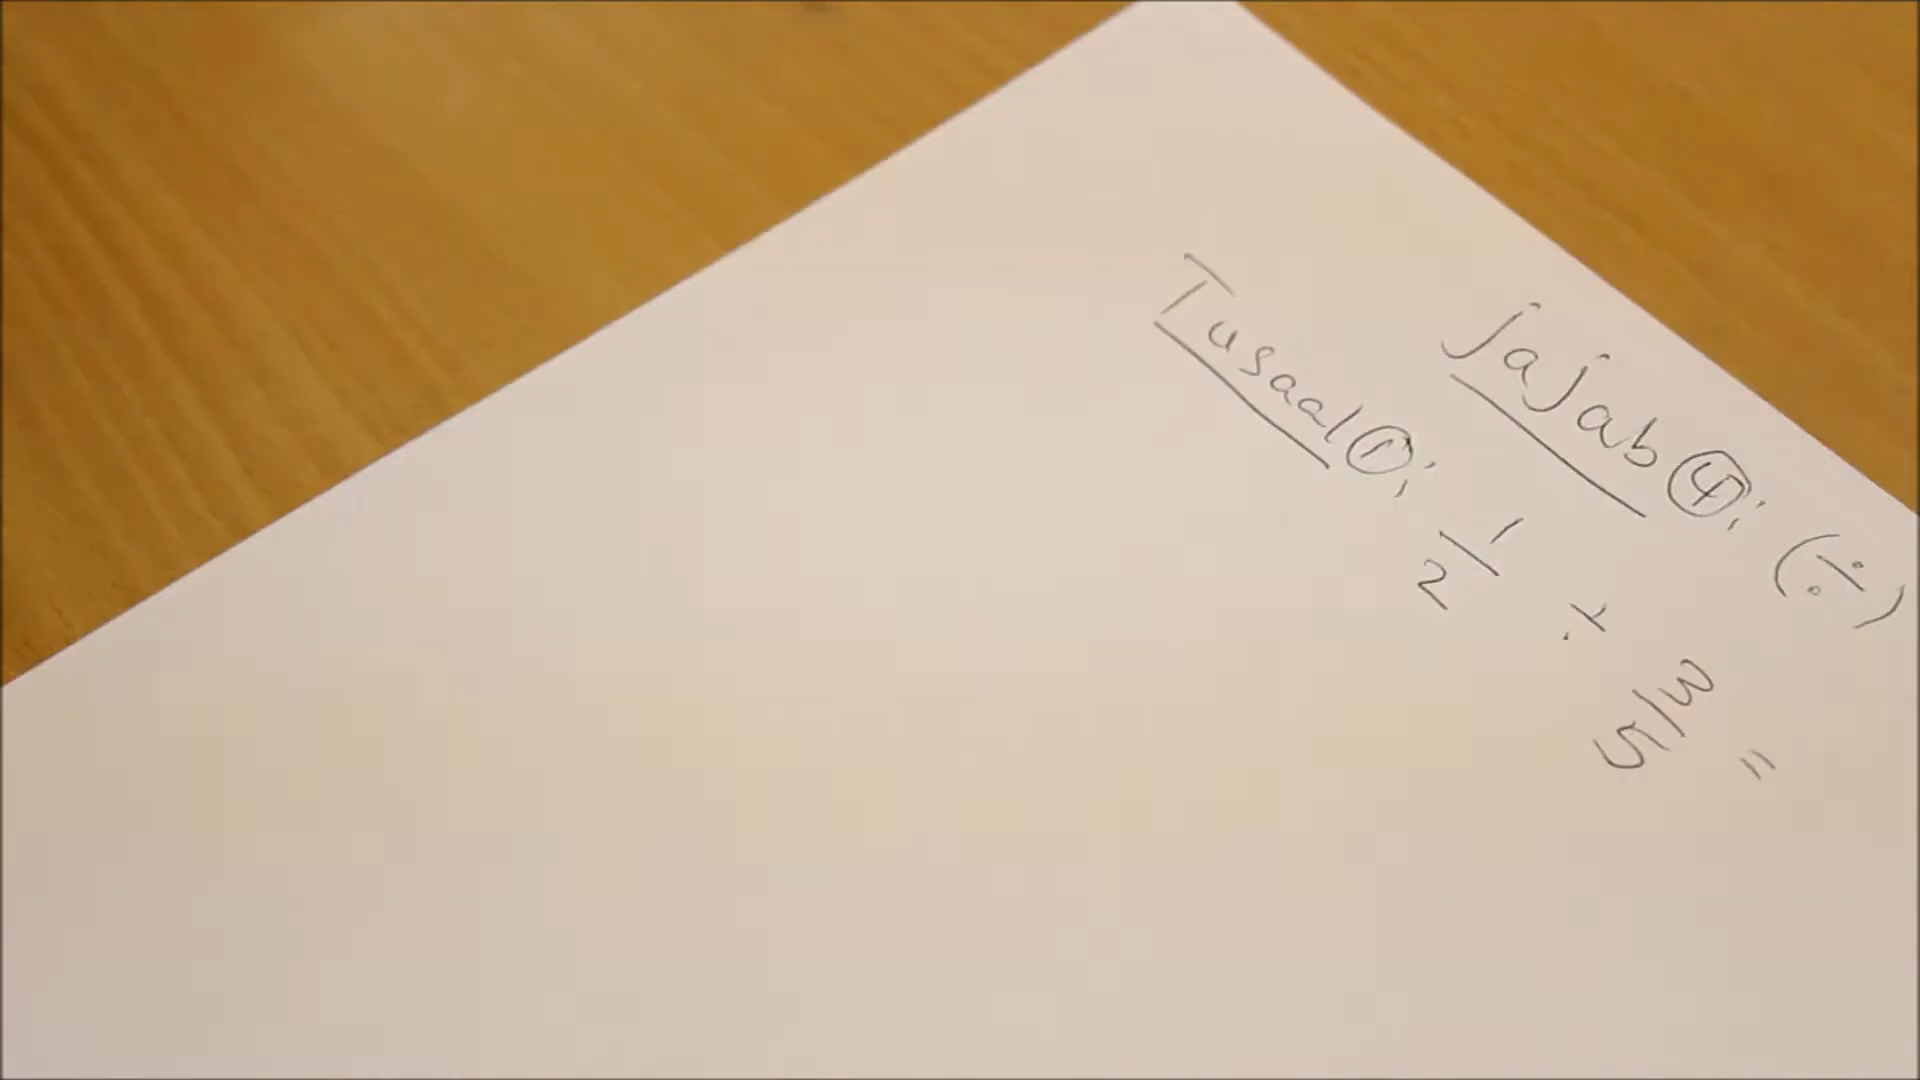 Jajab ④; (÷)
Tusaal ①; 1/2 ÷ 3/5 =